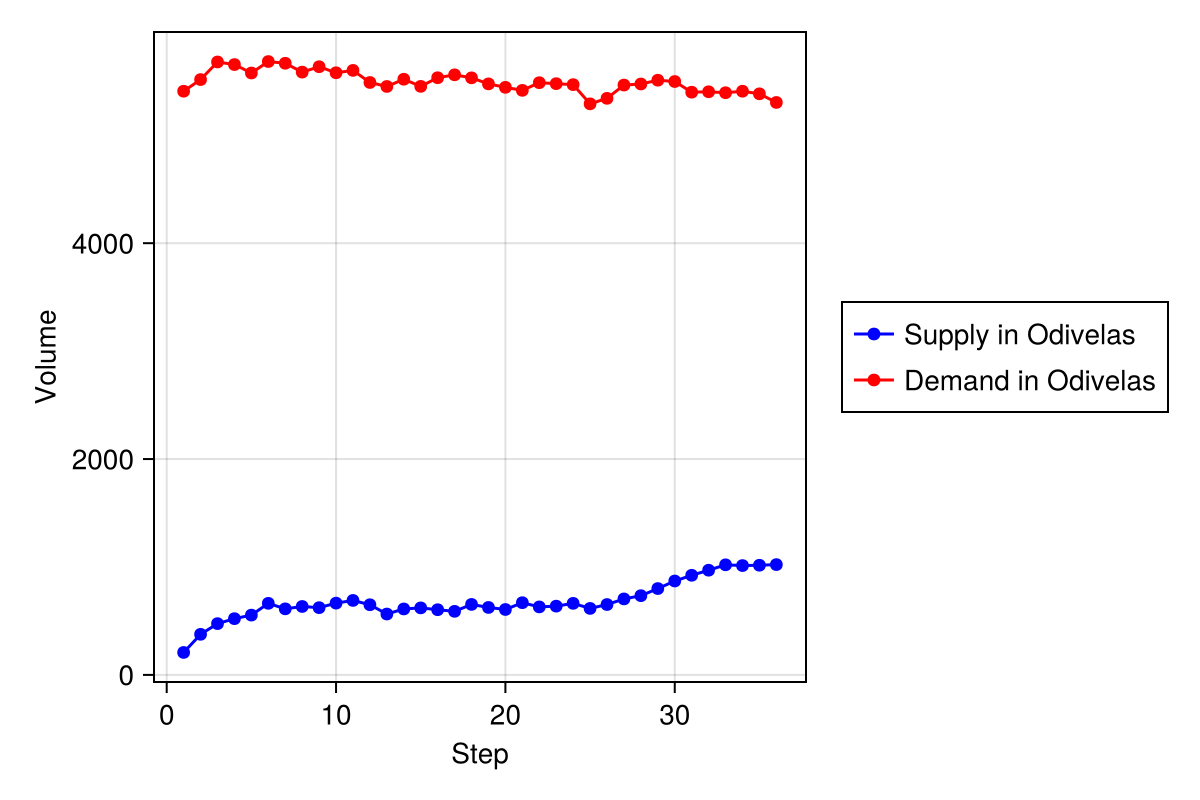 4000
2000
0
Volume
0 10 20 30
Step
Supply in Odivelas
Demand in Odivelas